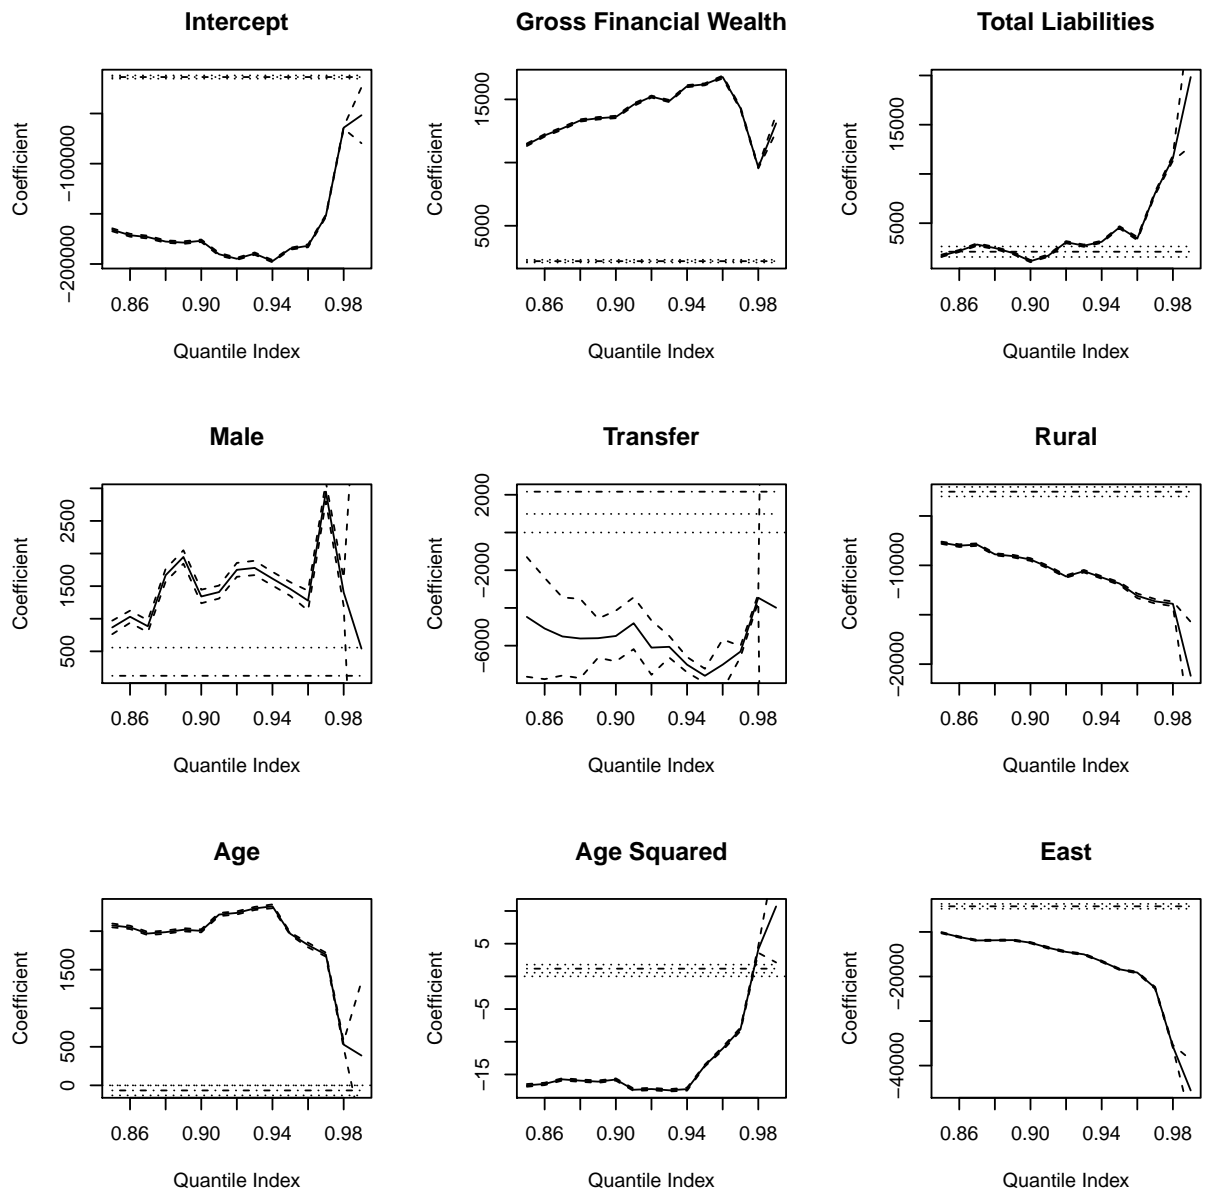 Intercept
Coefficient
−200000
−100000
0.86 0.90 0.94 0.98
Quantile Index
Gross Financial Wealth
Coefficient
5000
15000
0.86 0.90 0.94 0.98
Quantile Index
Total Liabilities
Coefficient
5000
15000
0.86 0.90 0.94 0.98
Quantile Index
Male
Coefficient
500
1500
2500
0.86 0.90 0.94 0.98
Quantile Index
Transfer
Coefficient
−6000
−2000
2000
0.86 0.90 0.94 0.98
Quantile Index
Rural
Coefficient
−20000
−10000
0.86 0.90 0.94 0.98
Quantile Index
Age
Coefficient
0
500
1500
0.86 0.90 0.94 0.98
Quantile Index
Age Squared
Coefficient
−15
−5
5
0.86 0.90 0.94 0.98
Quantile Index
East
Coefficient
−40000
−20000
0.86 0.90 0.94 0.98
Quantile Index